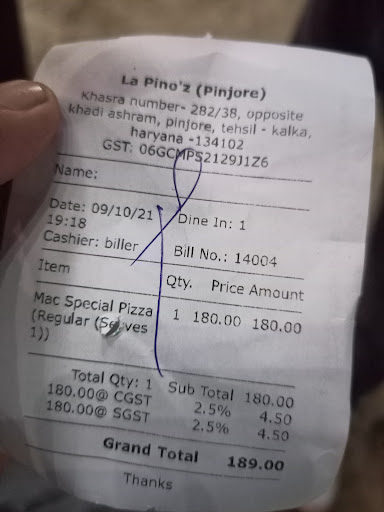 La Pino'z (Pinjore)
Khasra number- 282/38, opposite
khadi ashram, pinjore, tehsil - kalka,
haryana -134102
GST: 06GCMPS2129J1Z6
Name:
Date: 09/10/21 Dine In: 1
19:18
Cashier: biller Bill No.: 14004
Item Qty. Price Amount
Mac Special Pizza 1 180.00 180.00
(Regular (Serves
1))
Total Qty: 1 Sub Total 180.00
180.00@ CGST 2.5% 4.50
180.00@ SGST 2.5% 4.50
Grand Total 189.00
Thanks